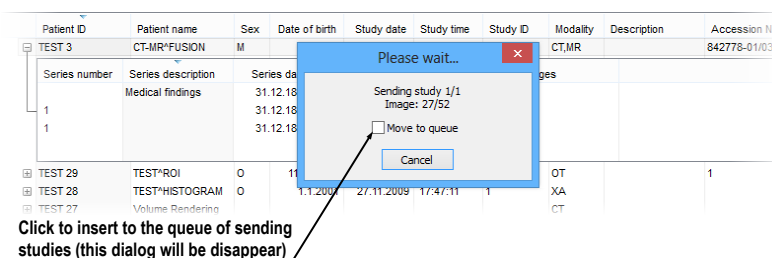 Patient ID Patient name Sex Date of birth Study date Study time Study ID Modality Description Accession N
TEST 3 CT-MR^FUSION M CT,MR 842778-01/03
Please wait...
Series number Series description Series da ges
Medical findings 31.12.18
1 31.12.18
1 31.12.18
Sending study 1/1
Image: 27/52
Move to queue
Cancel
TEST 29 TEST^ROI O 11 OT 1
TEST 28 TEST^HISTOGRAM O 1.1.2001 27.11.2009 17:47:11 1 XA
TEST 27 Volume Rendering CT
Click to insert to the queue of sending
studies (this dialog will be disappear)